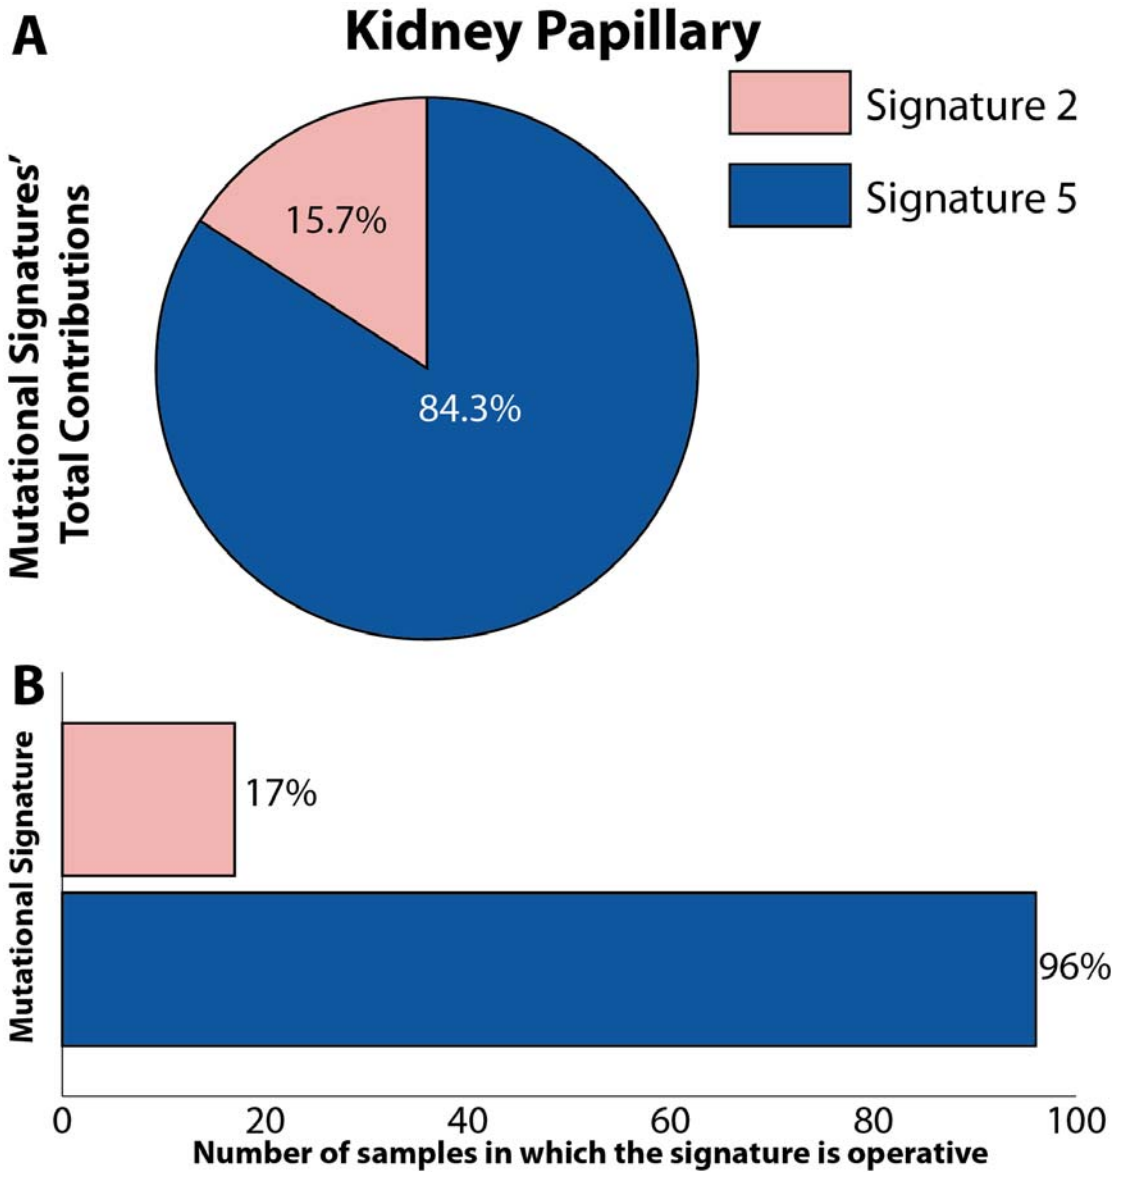 A
Kidney Papillary
Signature 2
Signature 5
Mutational Signatures’
Total Contributions
15.7%
84.3%
B
Mutational Signature
17%
96%
0 20 40 60 80 100
Number of samples in which the signature is operative